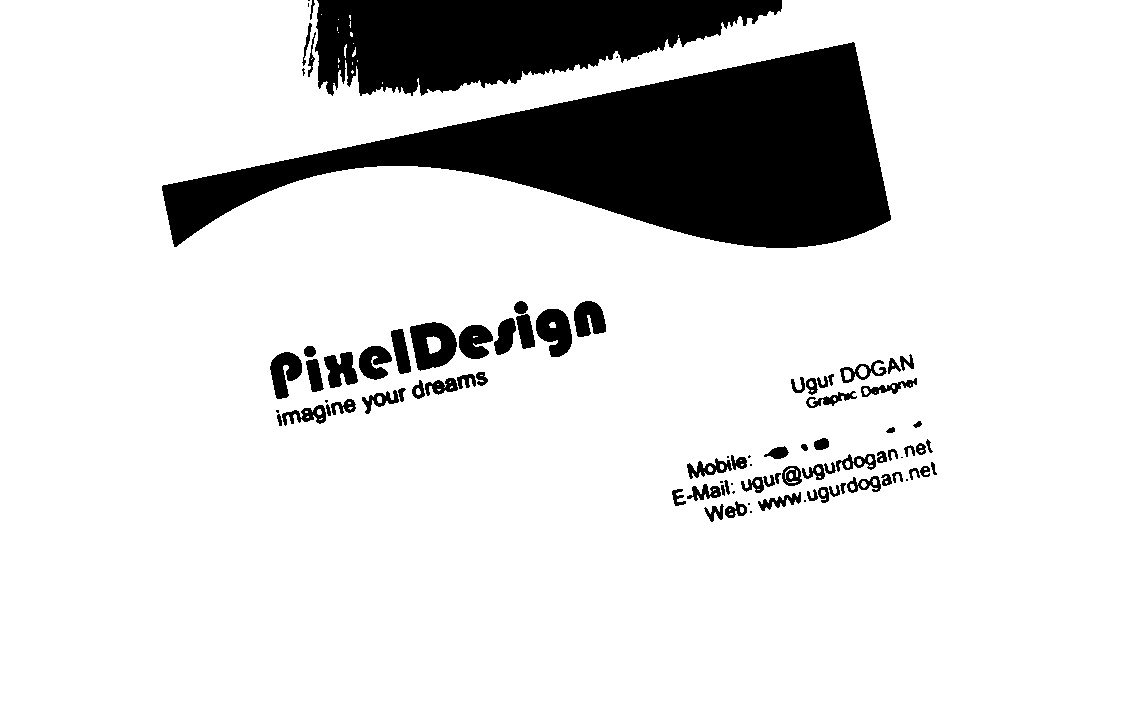 PixelDesign
imagine your dreams
Ugur DOGAN
Graphic Designer
Mobile:
E-Mail: ugur@ugurdogan.net
Web: www.ugurdogan.net